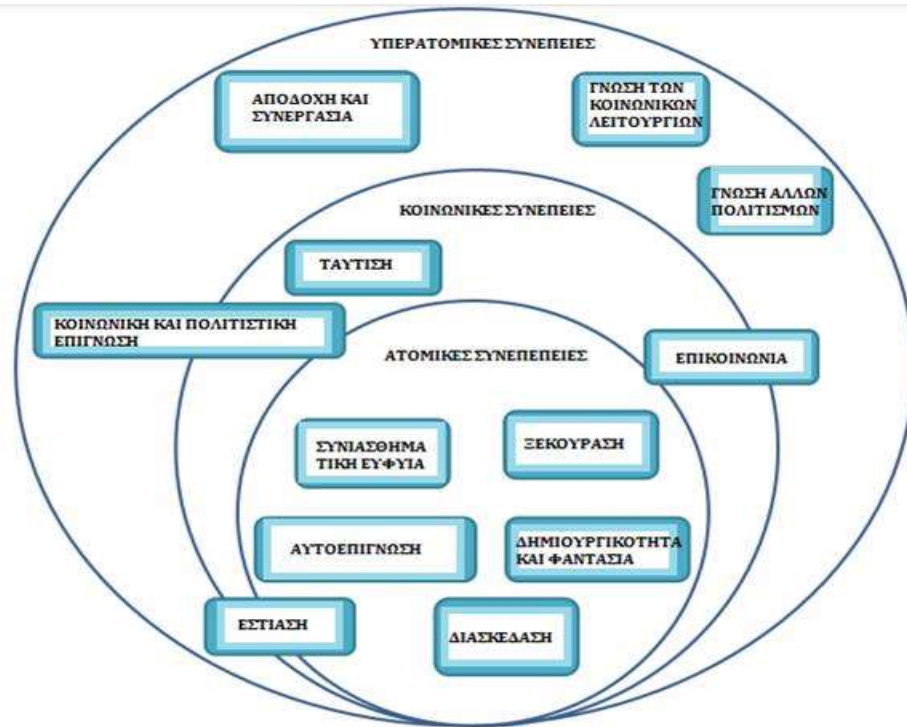 ΥΠΕΡΑΤΟΜΙΚΕΣ ΣΥΝΕΠΕΙΕΣ
ΑΠΟΔΟΧΗ ΚΑΙ
ΣΥΝΕΡΓΑΣΙΑ
ΓΝΩΣΗ ΤΩΝ
ΚΟΙΝΩΝΙΚΩΝ
ΛΕΙΤΟΥΡΓΙΩΝ
ΓΝΩΣΗ ΑΛΛΩΝ
ΠΟΛΙΤΙΣΜΩΝ
ΚΟΙΝΩΝΙΚΕΣ ΣΥΝΕΠΕΙΕΣ
ΤΑΥΤΙΣΗ
ΚΟΙΝΩΝΙΚΗ ΚΑΙ ΠΟΛΙΤΙΣΤΙΚΗ
ΕΠΙΓΝΩΣΗ
ΕΠΙΚΟΙΝΩΝΙΑ
ΑΤΟΜΙΚΕΣ ΣΥΝΕΠΕΠΕΙΕΣ
ΣΥΝΙΑΣΘΗΜΑ
ΤΙΚΗ ΕΥΦΥΙΑ
ΞΕΚΟΥΡΑΣΗ
ΑΥΤΟΕΠΙΓΝΩΣΗ
ΔΗΜΙΟΥΡΓΙΚΟΤΗΤΑ
ΚΑΙ ΦΑΝΤΑΣΙΑ
ΕΣΤΙΑΣΗ
ΔΙΑΣΚΕΔΑΣΗ